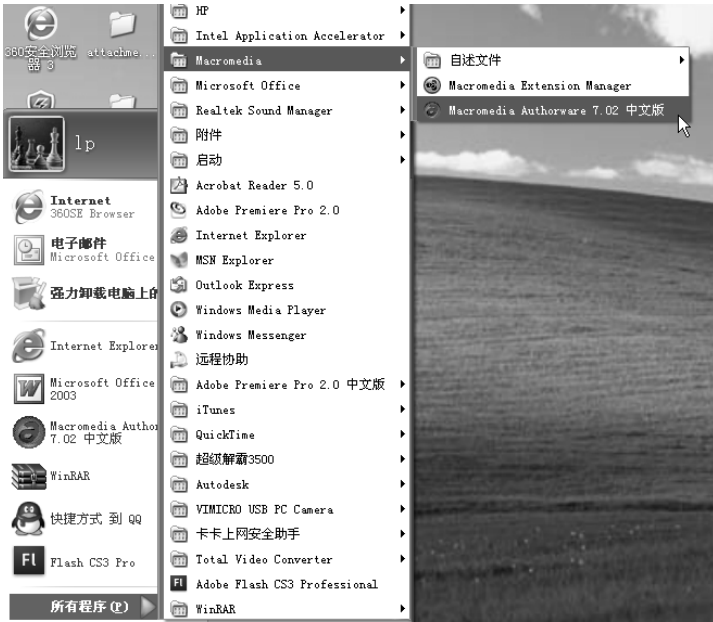 360安全浏览
器 3
attachme...
lp
Internet
360SE Browser
电子邮件
Microsoft Office
强力卸载电脑上的
Internet Explorer
Microsoft Office
2003
Macromedia Author
7.02 中文版
WinRAR
快捷方式 到 QQ
Flash CS3 Pro
所有程序(P)
HP
Intel Application Accelerator
Macromedia
Microsoft Office
Realtek Sound Manager
附件
启动
Acrobat Reader 5.0
Adobe Premiere Pro 2.0
Internet Explorer
MSN Explorer
Outlook Express
Windows Media Player
Windows Messenger
远程协助
Adobe Premiere Pro 2.0 中文版
iTunes
QuickTime
超级解霸3500
Autodesk
VIMICRO USB PC Camera
卡卡上网安全助手
Total Video Converter
Adobe Flash CS3 Professional
WinRAR
自述文件
Macromedia Extension Manager
Macromedia Authorware 7.02 中文版